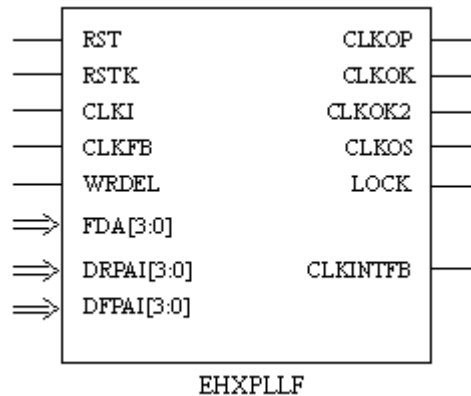 RST CLKOP
RSTK CLKOK
CLKI CLKOK2
CLKFB CLKOS
WRDEL LOCK
FDA[3:0]
DRPAI[3:0] CLKINTFB
DFPAI[3:0]
EHXPLLF